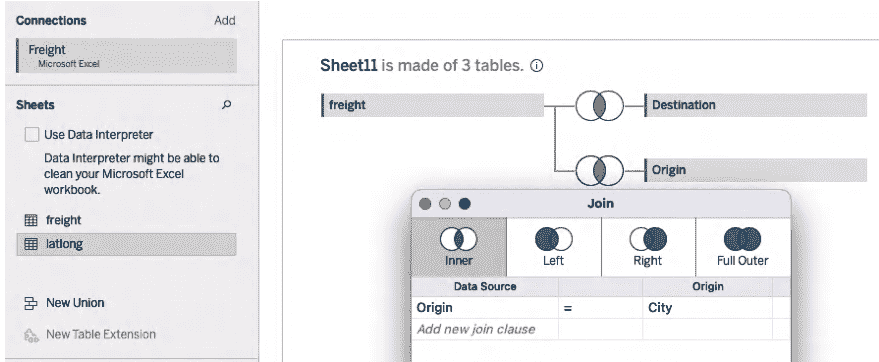 Connections Add
Freight
Microsoft Excel
Sheets
Use Data Interpreter
Data Interpreter might be able to
clean your Microsoft Excel
workbook.
freight
latlong
New Union
New Table Extension
Sheet11 is made of 3 tables.
freight
Destination
Origin
Join
Inner Left Right Full Outer
Data Source Origin
Origin = City
Add new join clause